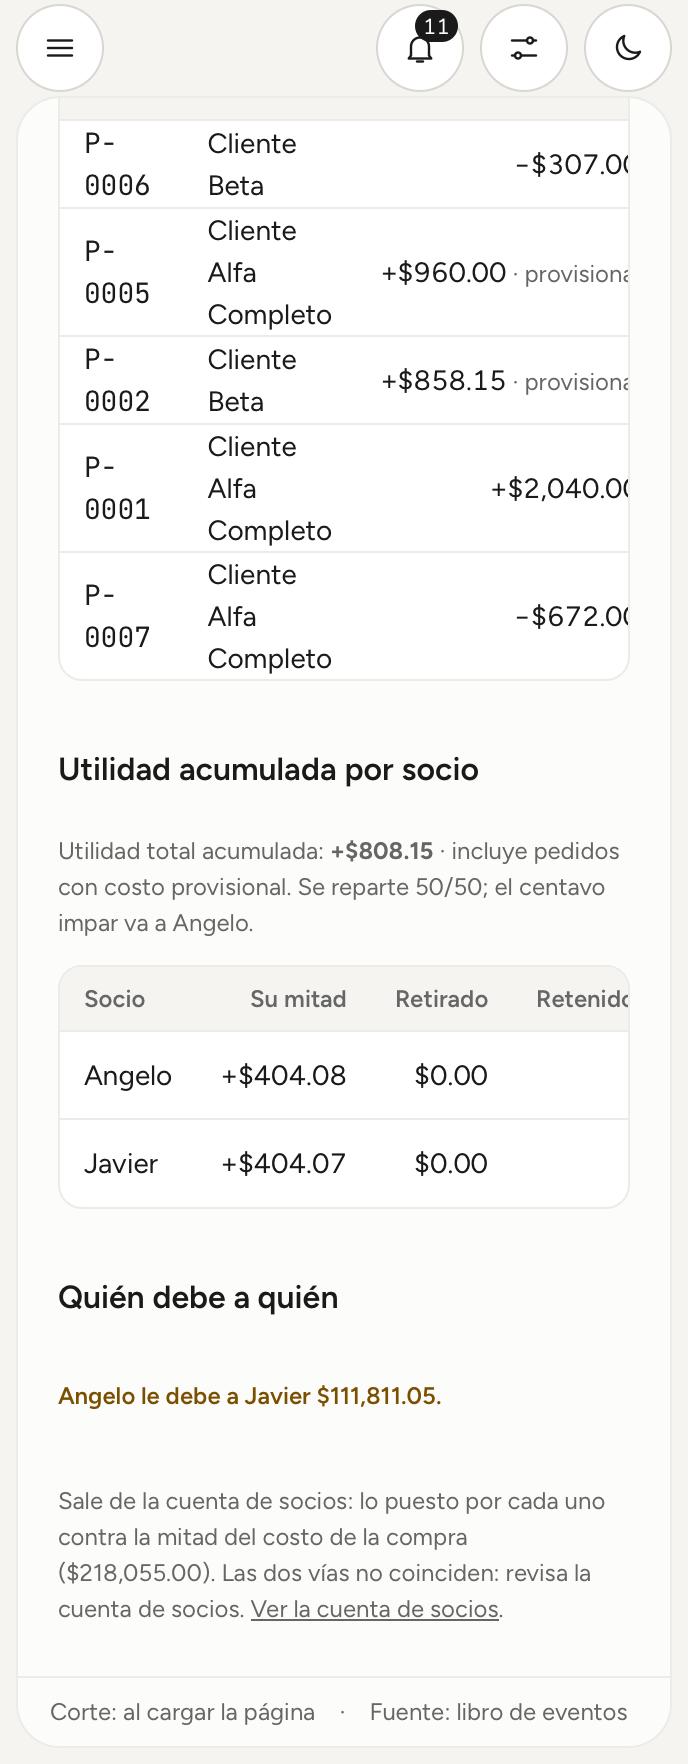 11
P-
0006
Cliente
Beta
-$307.00
P-
0005
Cliente
Alfa
Completo
+$960.00 · provisiona
P-
0002
Cliente
Beta
+$858.15 · provisiona
P-
0001
Cliente
Alfa
Completo
+$2,040.00
P-
0007
Cliente
Alfa
Completo
-$672.00
Utilidad acumulada por socio
Utilidad total acumulada: +$808.15 · incluye pedidos
con costo provisional. Se reparte 50/50; el centavo
impar va a Angelo.
Socio Su mitad Retirado Retenido
Angelo +$404.08 $0.00
Javier +$404.07 $0.00
Quién debe a quién
Angelo le debe a Javier $111,811.05.
Sale de la cuenta de socios: lo puesto por cada uno
contra la mitad del costo de la compra
($218,055.00). Las dos vías no coinciden: revisa la
cuenta de socios. Ver la cuenta de socios.
Corte: al cargar la página · Fuente: libro de eventos